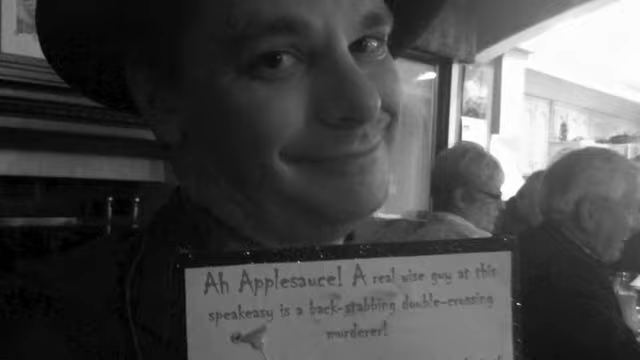 Ah Applesauce! A real wise guy at this
speakeasy is a back-stabbing double-crossing
murderer!